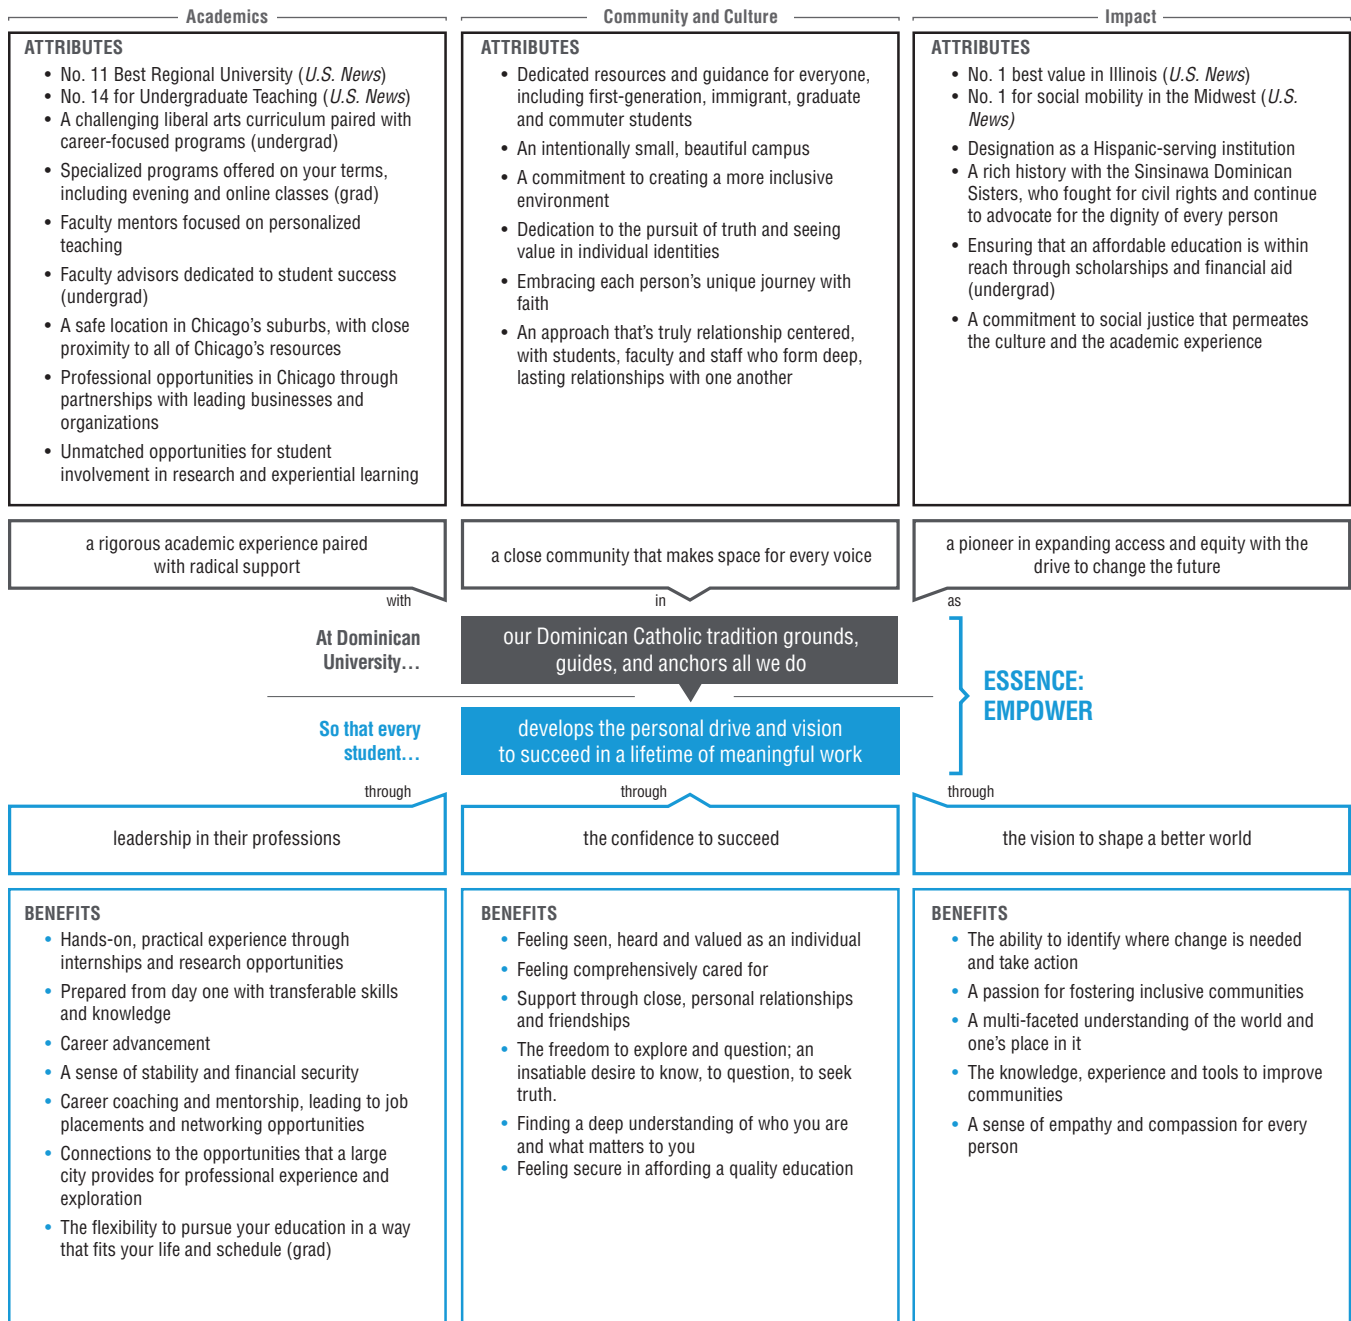 Academics
Community and Culture
Impact
ATTRIBUTES
• No. 11 Best Regional University (U.S. News)
• No. 14 for Undergraduate Teaching (U.S. News)
• A challenging liberal arts curriculum paired with
career-focused programs (undergrad)
• Specialized programs offered on your terms,
including evening and online classes (grad)
• Faculty mentors focused on personalized
teaching
• Faculty advisors dedicated to student success
(undergrad)
• A safe location in Chicago’s suburbs, with close
proximity to all of Chicago’s resources
• Professional opportunities in Chicago through
partnerships with leading businesses and
organizations
• Unmatched opportunities for student
involvement in research and experiential learning
ATTRIBUTES
• Dedicated resources and guidance for everyone,
including first-generation, immigrant, graduate
and commuter students
• An intentionally small, beautiful campus
• A commitment to creating a more inclusive
environment
• Dedication to the pursuit of truth and seeing
value in individual identities
• Embracing each person’s unique journey with
faith
• An approach that’s truly relationship centered,
with students, faculty and staff who form deep,
lasting relationships with one another
ATTRIBUTES
• No. 1 best value in Illinois (U.S. News)
• No. 1 for social mobility in the Midwest (U.S.
News)
• Designation as a Hispanic-serving institution
• A rich history with the Sinsinawa Dominican
Sisters, who fought for civil rights and continue
to advocate for the dignity of every person
• Ensuring that an affordable education is within
reach through scholarships and financial aid
(undergrad)
• A commitment to social justice that permeates
the culture and the academic experience
a rigorous academic experience paired
with radical support
a close community that makes space for every voice
a pioneer in expanding access and equity with the
drive to change the future
with
in
as
At Dominican
University…
our Dominican Catholic tradition grounds,
guides, and anchors all we do
So that every
student…
develops the personal drive and vision
to succeed in a lifetime of meaningful work
ESSENCE:
EMPOWER
through
through
through
leadership in their professions
the confidence to succeed
the vision to shape a better world
BENEFITS
• Hands-on, practical experience through
internships and research opportunities
• Prepared from day one with transferable skills
and knowledge
• Career advancement
• A sense of stability and financial security
• Career coaching and mentorship, leading to job
placements and networking opportunities
• Connections to the opportunities that a large
city provides for professional experience and
exploration
• The flexibility to pursue your education in a way
that fits your life and schedule (grad)
BENEFITS
• Feeling seen, heard and valued as an individual
• Feeling comprehensively cared for
• Support through close, personal relationships
and friendships
• The freedom to explore and question; an
insatiable desire to know, to question, to seek
truth.
• Finding a deep understanding of who you are
and what matters to you
• Feeling secure in affording a quality education
BENEFITS
• The ability to identify where change is needed
and take action
• A passion for fostering inclusive communities
• A multi-faceted understanding of the world and
one’s place in it
• The knowledge, experience and tools to improve
communities
• A sense of empathy and compassion for every
person